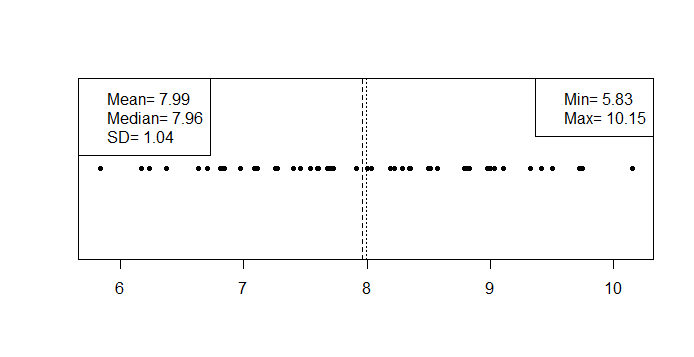 Mean= 7.99
Median= 7.96
SD= 1.04
Min= 5.83
Max= 10.15
6 7 8 9 10